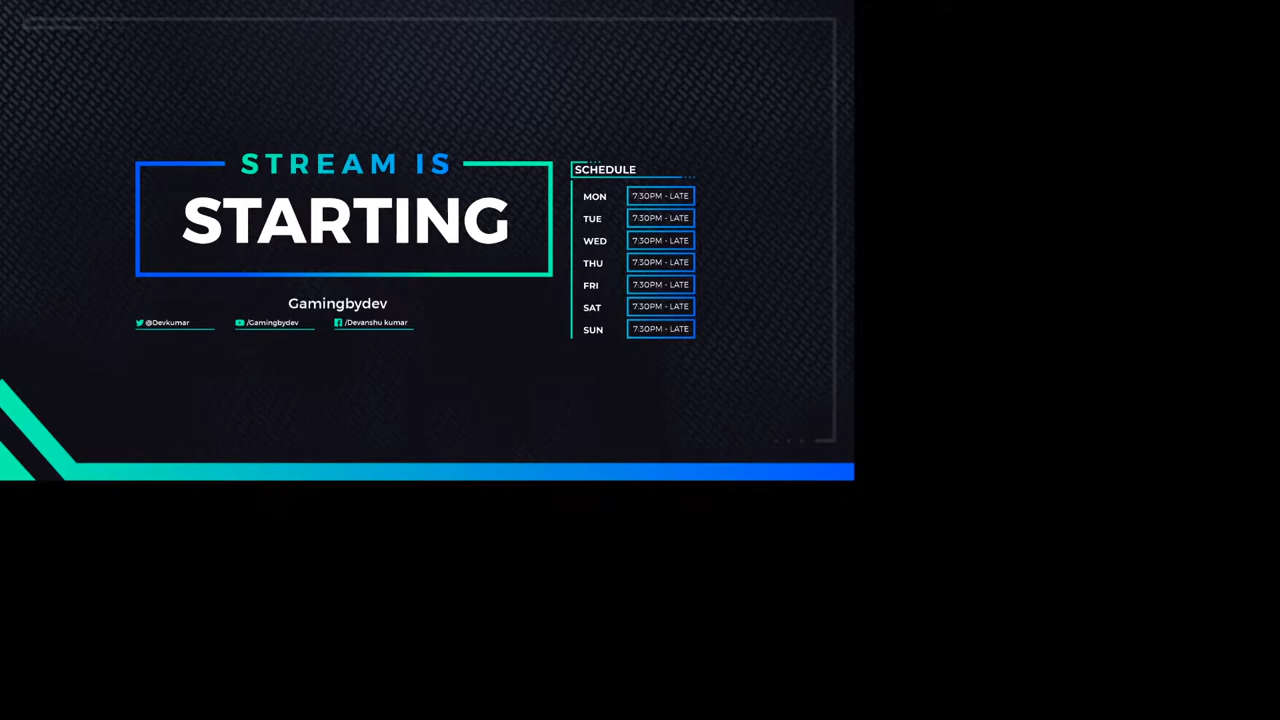 STREAM IS
STARTING
Gamingbydev
@Devkumar /Gamingbydev /Devanshu kumar
SCHEDULE
MON 7:30PM - LATE
TUE 7:30PM - LATE
WED 7:30PM - LATE
THU 7:30PM - LATE
FRI 7:30PM - LATE
SAT 7:30PM - LATE
SUN 7:30PM - LATE